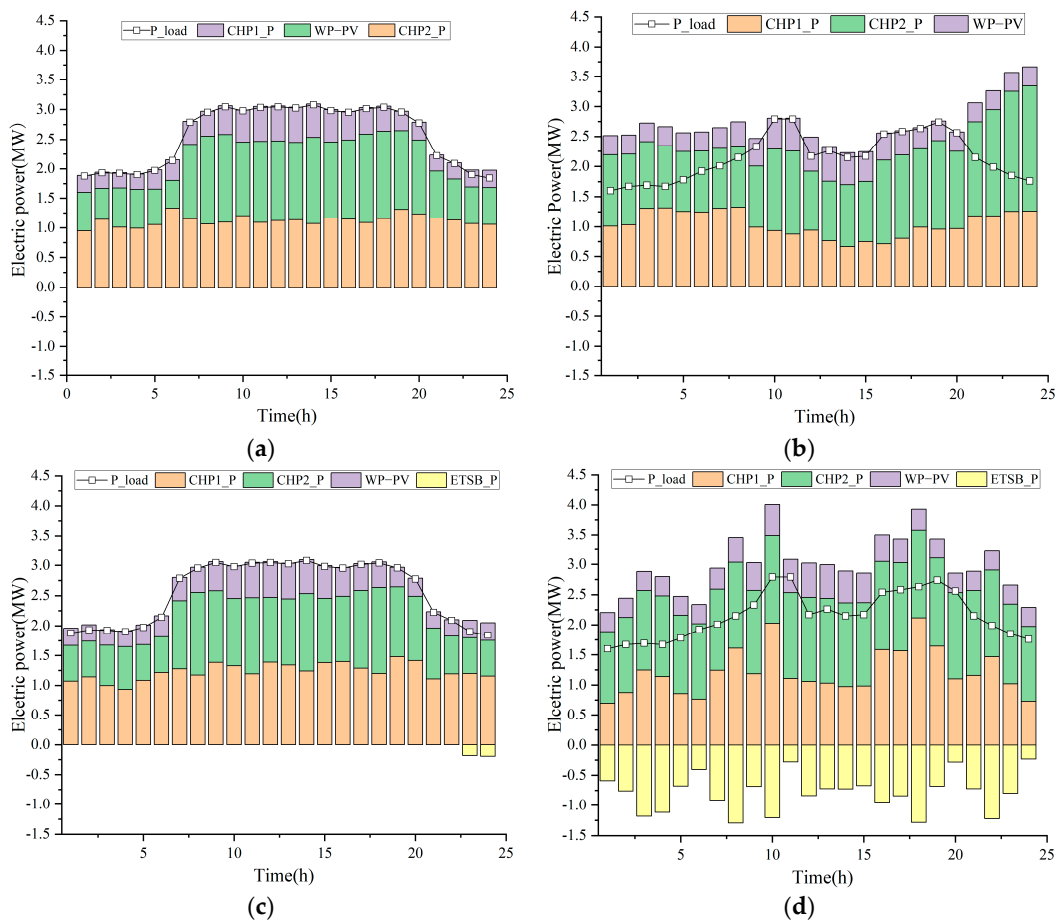 P_load CHP1_P WP-PV CHP2_P
Electric power(MW)
4.5
4.0
3.5
3.0
2.5
2.0
1.5
1.0
0.5
0.0
-0.5
-1.0
-1.5
0 5 10 15 20 25
Time(h)
(a)
P_load CHP1_P CHP2_P WP-PV
Electric Power(MW)
4.5
4.0
3.5
3.0
2.5
2.0
1.5
1.0
0.5
0.0
-0.5
-1.0
-1.5
5 10 15 20 25
Time(h)
(b)
P_load CHP1_P CHP2_P WP-PV ETSB_P
Elcetric power(MW)
4.5
4.0
3.5
3.0
2.5
2.0
1.5
1.0
0.5
0.0
-0.5
-1.0
-1.5
5 10 15 20 25
Time(h)
(c)
P_load CHP1_P CHP2_P WP-PV ETSB_P
Elcetric power(MW)
4.5
4.0
3.5
3.0
2.5
2.0
1.5
1.0
0.5
0.0
-0.5
-1.0
-1.5
5 10 15 20 25
Time(h)
(d)